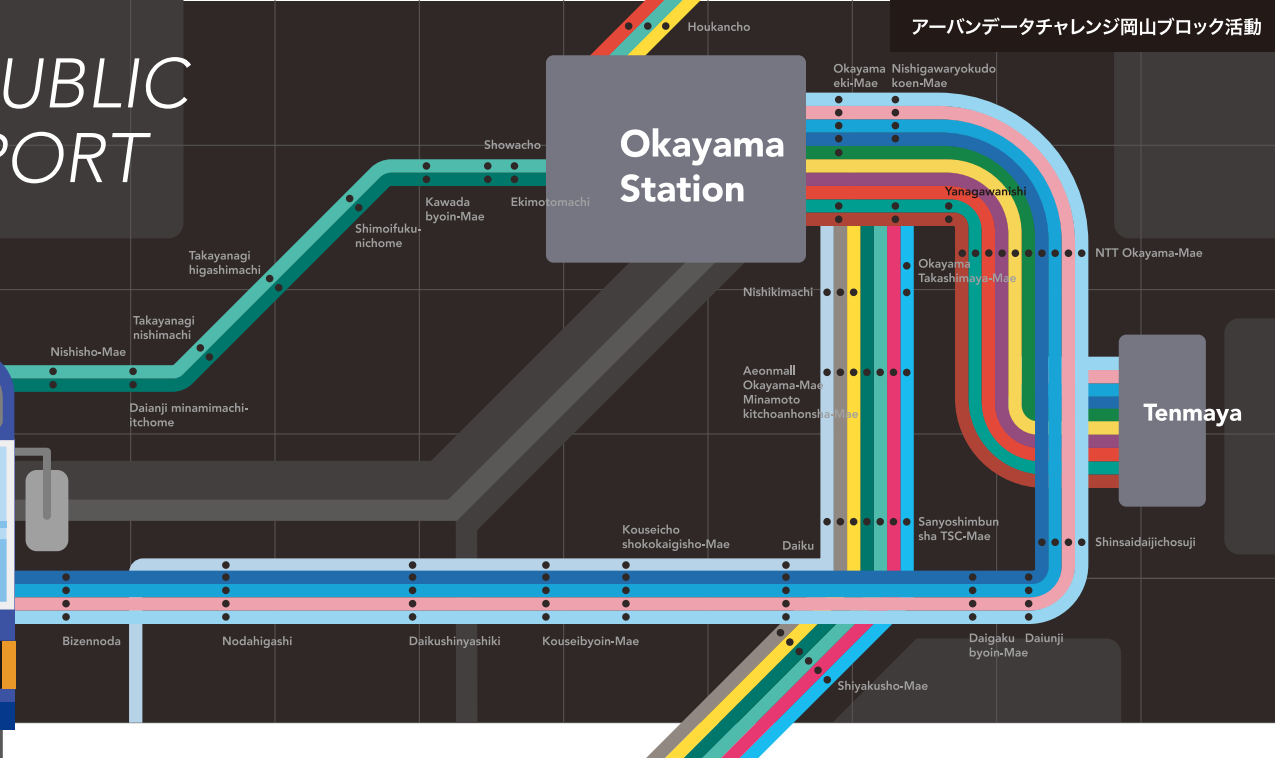 アーバンデータチャレンジ岡山ブロック活動
Houkancho
UBLIC
PORT
Okayama
eki-Mae
Nishigawaryokudo
koen-Mae
Okayama
Station
Showacho
Kawada
byoin-Mae
Ekimotomachi
Yanagawanishi
Shimoifuku-
nichome
Takayanagi
higashimachi
NTT Okayama-Mae
Okayama
Takashimaya-Mae
Nishikimachi
Takayanagi
nishimachi
Nishisho-Mae
Aeonmall
Okayama-Mae
Minamoto
kitchoanhonsha-Mae
Daianji minamimachi-
itchome
Tenmaya
Kouseicho
shokokaigisho-Mae
Daiku
Sanyoshimbun
sha TSC-Mae
Shinsaidaijichosuji
Bizennoda
Nodahigashi
Daikushinyashiki
Kouseibyoin-Mae
Daigaku
byoin-Mae
Daiunji
Shiyakusho-Mae